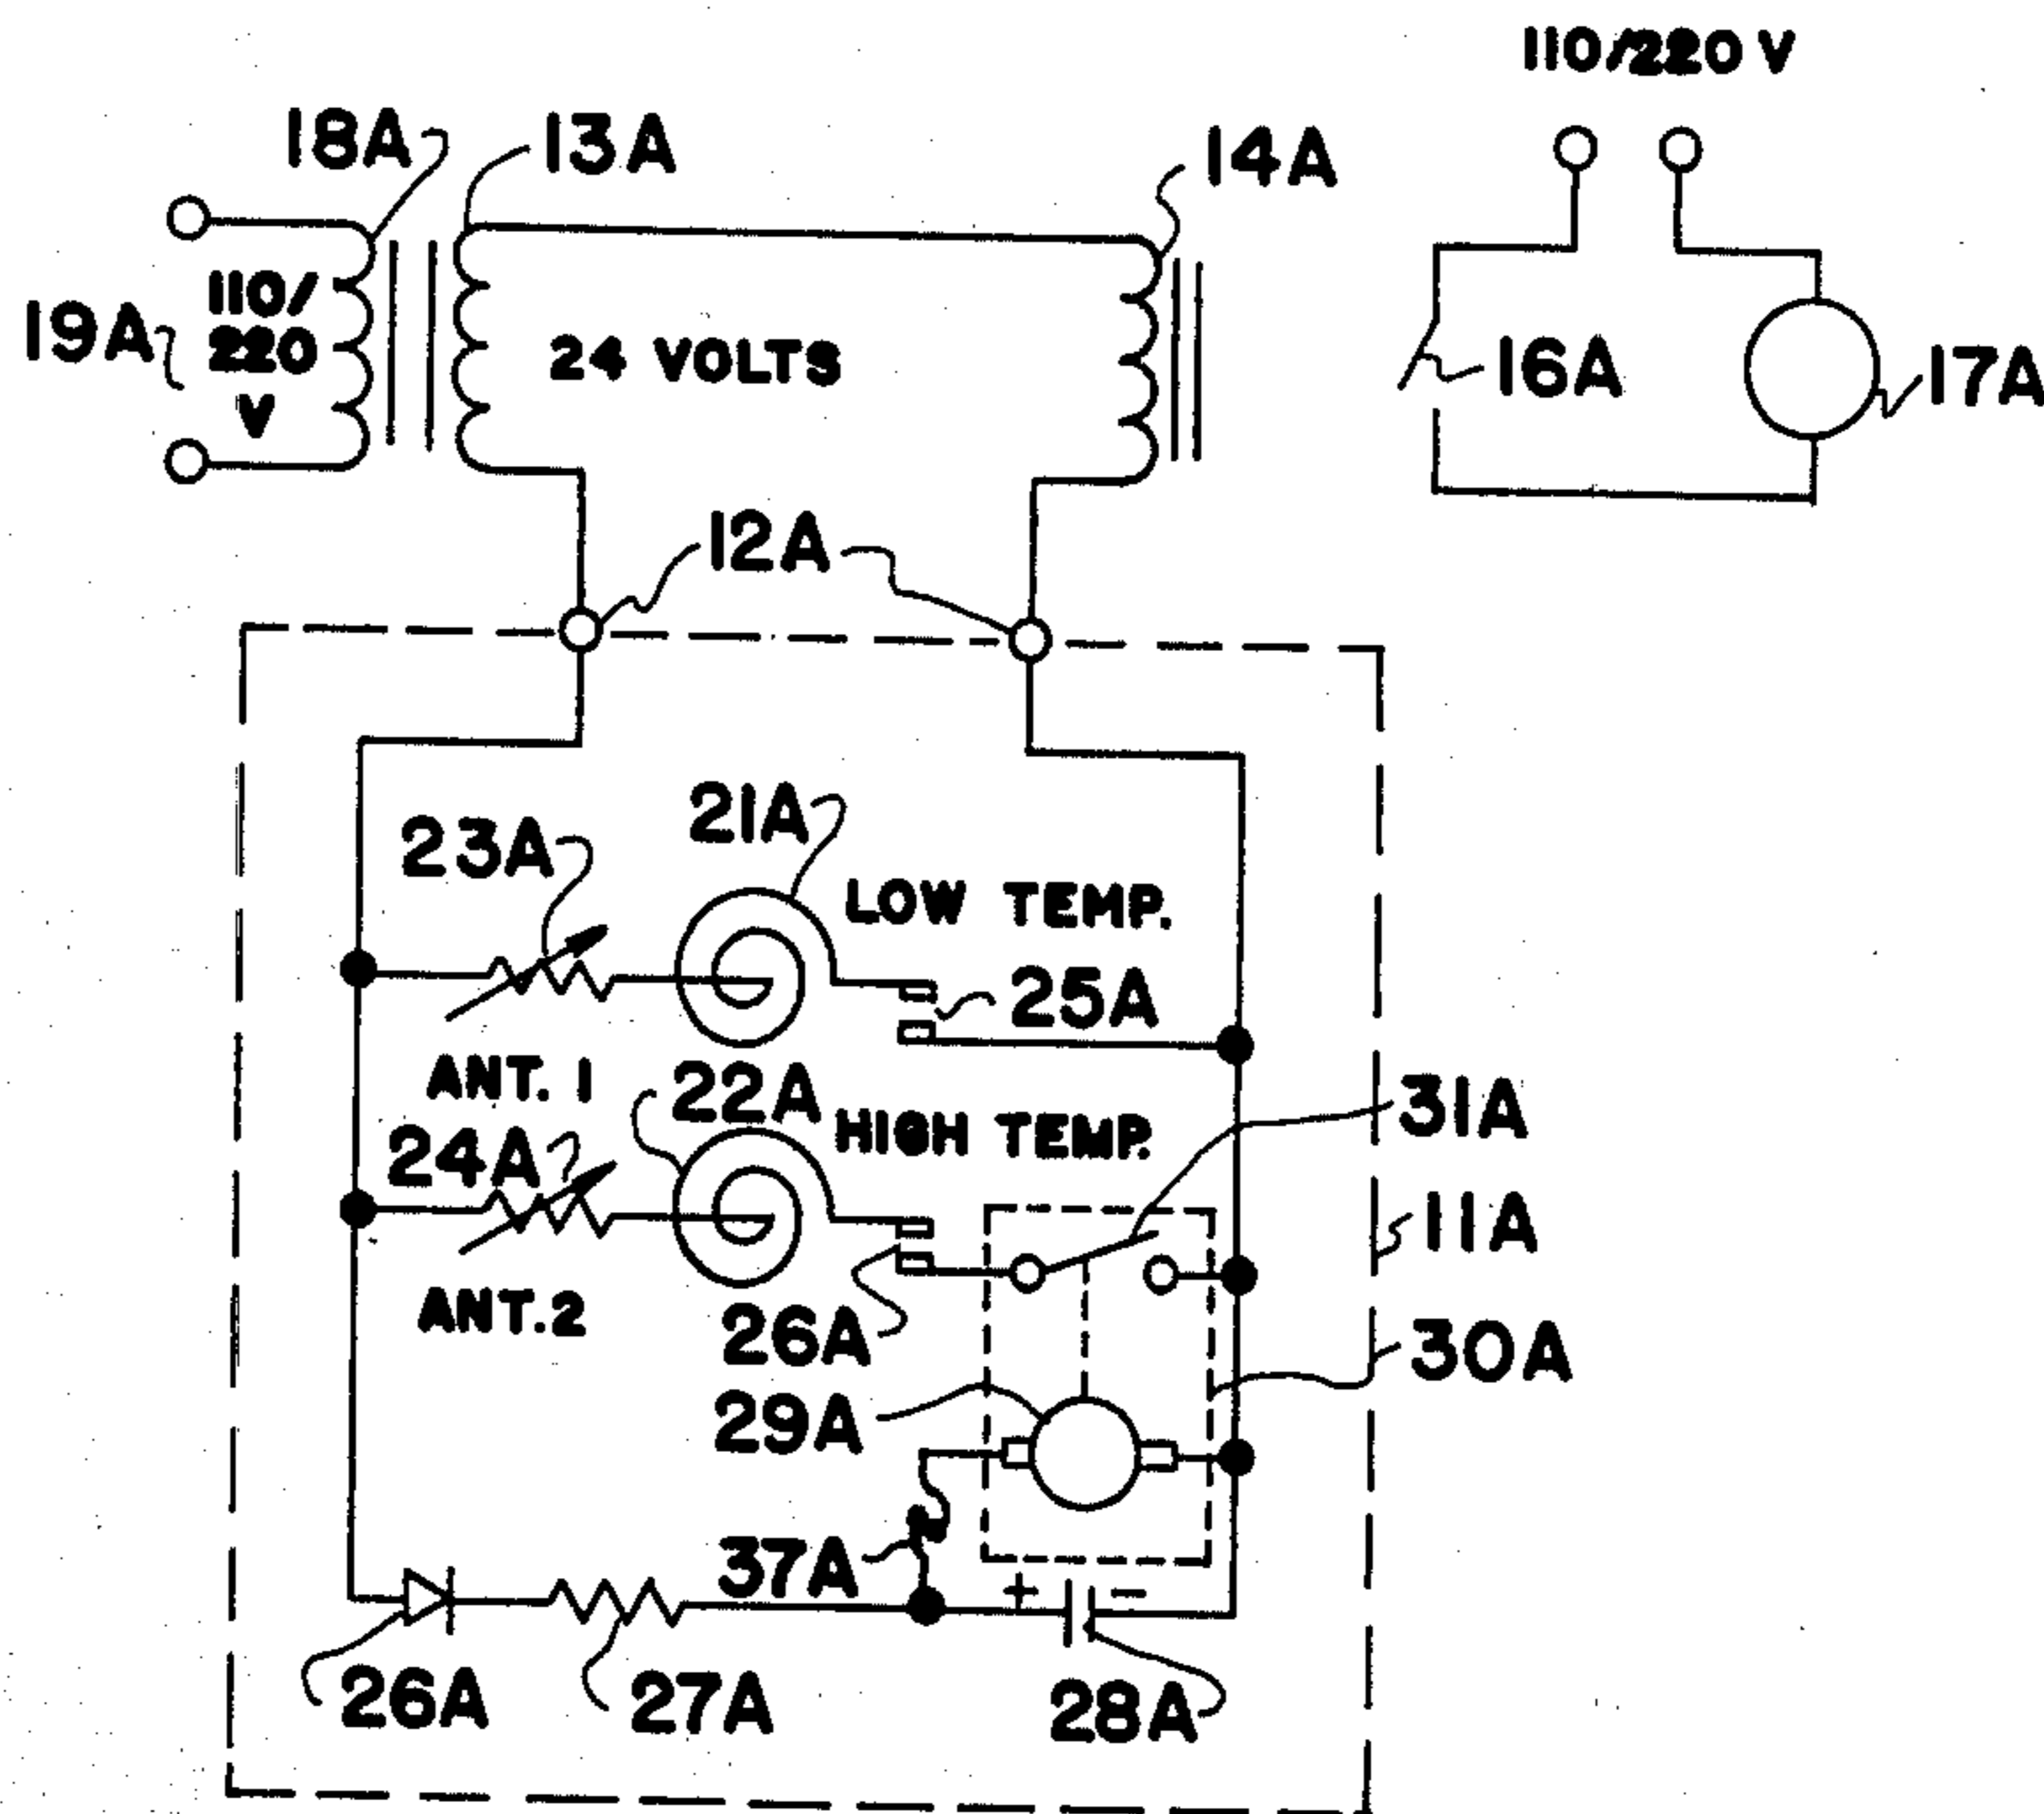 110/220 V
18A
13A
14A
19A
110/
220
V
24 VOLTS
16A
17A
12A
21A
23A
LOW TEMP.
25A
ANT. 1
22A
HIGH TEMP.
31A
24A
11A
ANT.2
26A
30A
29A
37A
+ −
26A
27A
28A